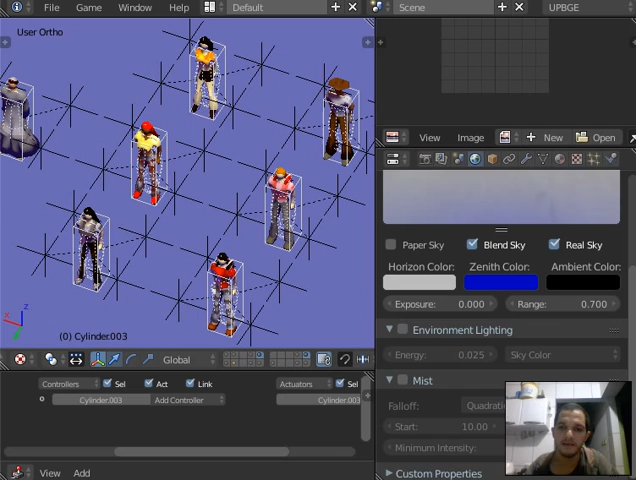 File Edit Window Help Default Scene UPBGE
User Ortho
View Image New Open
Z
X
Paper Sky Blend Sky Real Sky
Horizon Color: Zenith Color: Ambient Color:
Exposure: 0.000 Range: 0.700
Environment Lighting
Energy: 0.025 Sky Color
Mist
Falloff:
Start: 10.00
Minimum Intensity:
Custom Properties
(0) Cylinder.003
Global
Controllers Sel Act Link Actuators Sel
Cylinder.003 Add Controller Cylinder.003
View Add